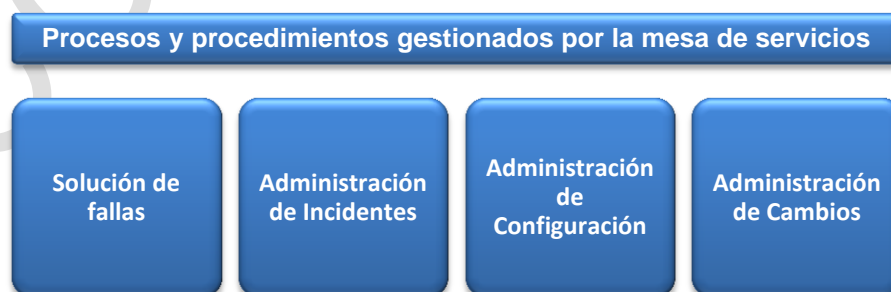 Procesos y procedimientos gestionados por la mesa de servicios
Solución de
fallas
Administración
de Incidentes
Administración
de
Configuración
Administración
de Cambios